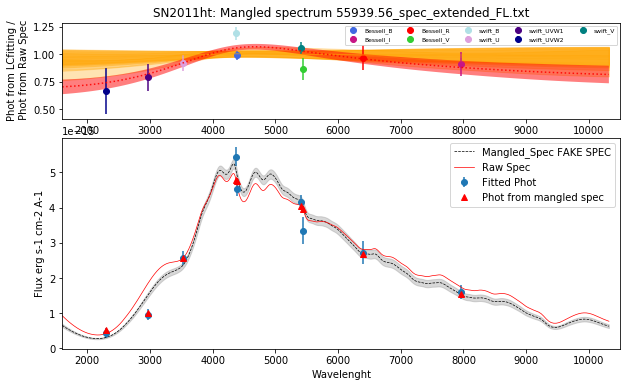 SN2011ht: Mangled spectrum 55939.56_spec_extended_FL.txt
Phot from LCfitting /
Phot from Raw Spec
1.25
1.00
0.75
0.50
Bessell_B
Bessell_I
Bessell_R
Bessell_V
swift_B
swift_U
swift_UVW1
swift_UVW2
swift_V
2000 3000 4000 5000 6000 7000 8000 9000 10000
1e−15
Flux erg s-1 cm-2 A-1
5
4
3
2
1
0
Mangled_Spec FAKE SPEC
Raw Spec
Fitted Phot
Phot from mangled spec
2000 3000 4000 5000 6000 7000 8000 9000 10000
Wavelenght